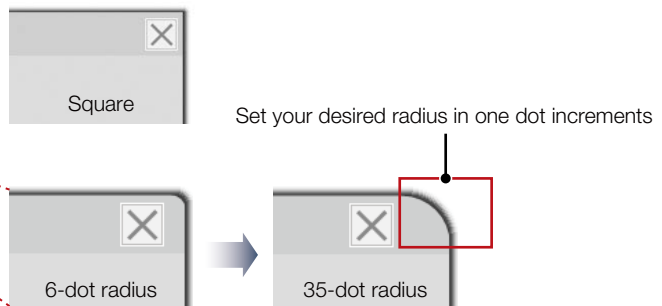 Square
Set your desired radius in one dot increments
6-dot radius
35-dot radius